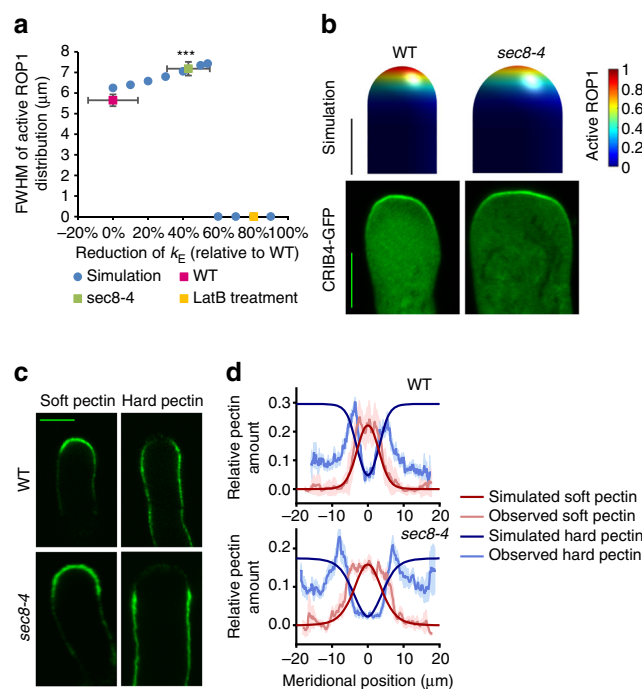 a
FWHM of active ROP1
distribution (μm)
***
8
7
6
5
4
3
2
1
0
–20% 0% 20% 40% 60% 80% 100%
Reduction of kE (relative to WT)
Simulation
WT
sec8-4
LatB treatment
b
WT
sec8-4
Simulation
CRIB4-GFP
Active ROP1
1
0.8
0.6
0.4
0.2
0
c
Soft pectin
Hard pectin
WT
sec8-4
d
WT
Relative pectin
amount
0.3
0.2
0.1
0.0
–20 –10 0 10 20
sec8-4
Relative pectin
amount
0.2
0.1
0.0
–20 –10 0 10 20
Meridional position (μm)
Simulated soft pectin
Observed soft pectin
Simulated hard pectin
Observed hard pectin